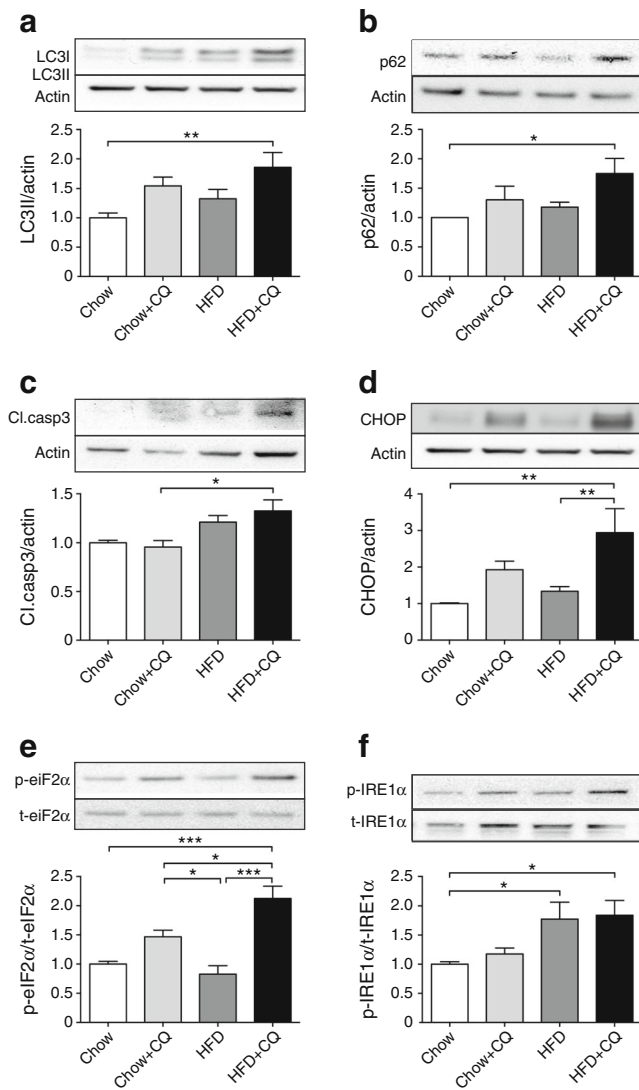 a
LC3I
LC3II
Actin
**
LC3II/actin
2.5
2.0
1.5
1.0
0.5
0
Chow
Chow+CQ
HFD
HFD+CQ
b
p62
Actin
*
p62/actin
2.5
2.0
1.5
1.0
0.5
0
Chow
Chow+CQ
HFD
HFD+CQ
c
Cl.casp3
Actin
*
Cl.casp3/actin
1.5
1.0
0.5
0
Chow
Chow+CQ
HFD
HFD+CQ
d
CHOP
Actin
**
**
CHOP/actin
4
3
2
1
0
Chow
Chow+CQ
HFD
HFD+CQ
e
p-eiF2α
t-eiF2α
***
*
* ***
p-eIF2α/t-eIF2α
2.5
2.0
1.5
1.0
0.5
0
Chow
Chow+CQ
HFD
HFD+CQ
f
p-IRE1α
t-IRE1α
*
*
p-IRE1α/t-IRE1α
2.5
2.0
1.5
1.0
0.5
0
Chow
Chow+CQ
HFD
HFD+CQ